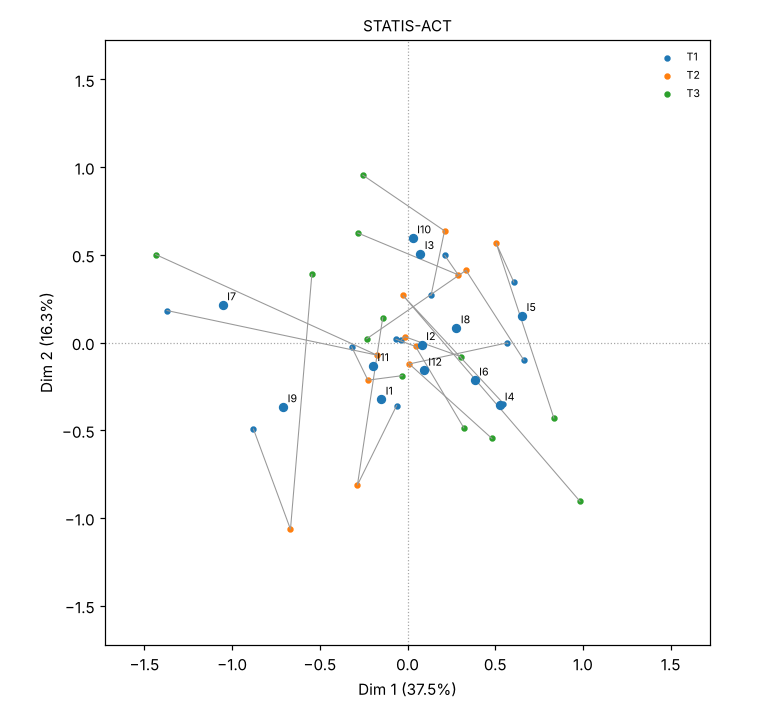 STATIS-ACT
T1
T2
T3
1.5
1.0
0.5
0.0
−0.5
−1.0
−1.5
Dim 2 (16.3%)
I10
I3
I7
I5
I8
I2
I11
I12
I6
I1
I4
I9
−1.5
−1.0
−0.5
0.0
0.5
1.0
1.5
Dim 1 (37.5%)